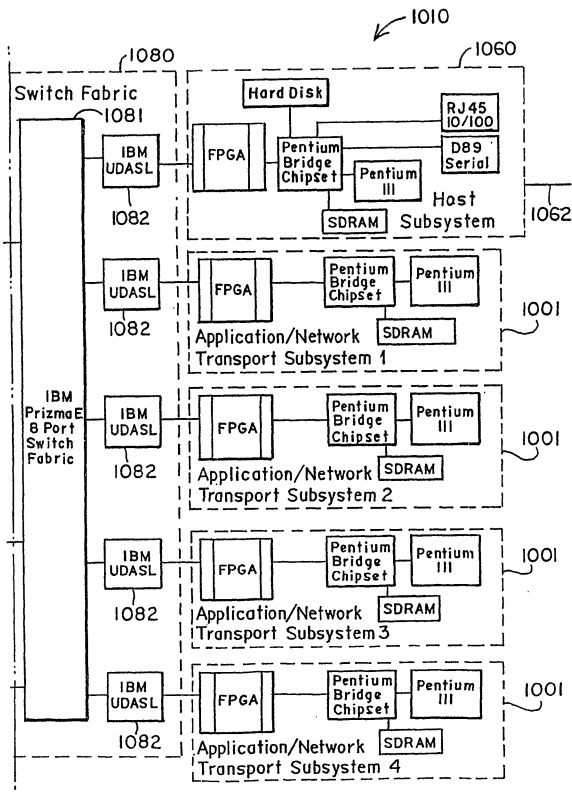 1010
1080
1060
Switch Fabric
1081
IBM
UDASL
1082
FPGA
Hard Disk
Pentium
Bridge
Chipset
Pentium
III
SDRAM
RJ45
10/100
D89
Serial
Host
Subsystem
1062
IBM
PrizmaE
8 Port
Switch
Fabric
IBM
UDASL
1082
FPGA
Pentium
Bridge
Chipset
Pentium
III
SDRAM
Application/Network
Transport Subsystem 1
1001
IBM
UDASL
1082
FPGA
Pentium
Bridge
Chipset
Pentium
III
SDRAM
Application/Network
Transport Subsystem 2
1001
IBM
UDASL
1082
FPGA
Pentium
Bridge
Chipset
Pentium
III
SDRAM
Application/Network
Transport Subsystem 3
1001
IBM
UDASL
1082
FPGA
Pentium
Bridge
Chipset
Pentium
III
SDRAM
Application/Network
Transport Subsystem 4
1001